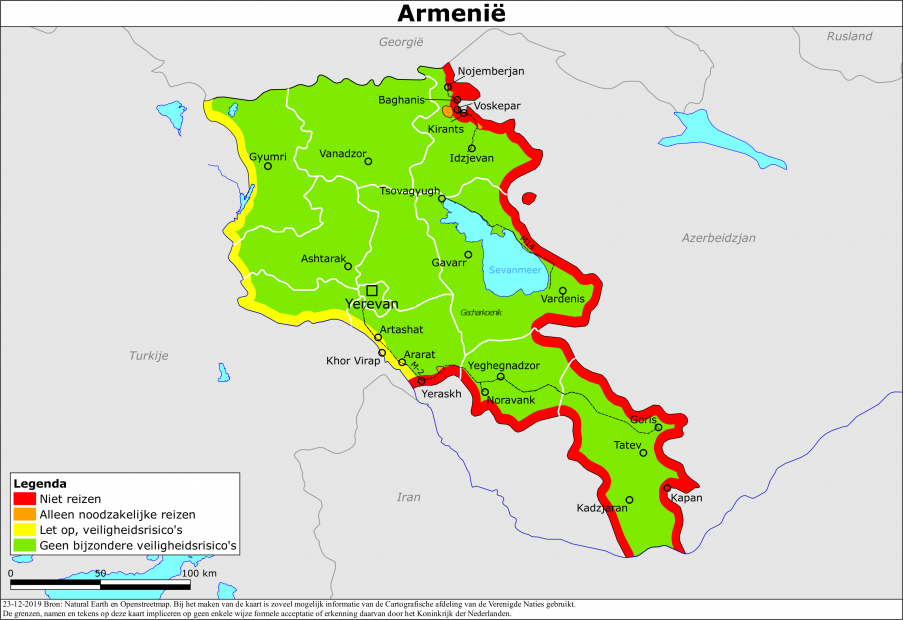 Armenië
Rusland
Georgië
Nojemberjan
Baghanis
Voskepar
Kirants
Vanadzor
Gyumri
Idzjevan
Tsovagyugh
Azerbeidzjan
M14
Ashtarak
Gavarr
Sevanmeer
Vardenis
Yerevan
Gecharkoenik
Artashat
Turkije
Khor Virap
Ararat
M-2
Yeghegnadzor
Yeraskh
Noravank
Goris
Tatev
Iran
Kapan
Kadzjaran
Legenda
Niet reizen
Alleen noodzakelijke reizen
Let op, veiligheidsrisico's
Geen bijzondere veiligheidsrisico's
0 50 100 km
23-12-2019 Bron: Natural Earth en Openstreetmap. Bij het maken van de kaart is zoveel mogelijk informatie van de Cartografische afdeling van de Verenigde Naties gebruikt.
De grenzen, namen en tekens op deze kaart impliceren op geen enkele wijze formele acceptatie of erkenning daarvan door het Koninkrijk der Nederlanden.